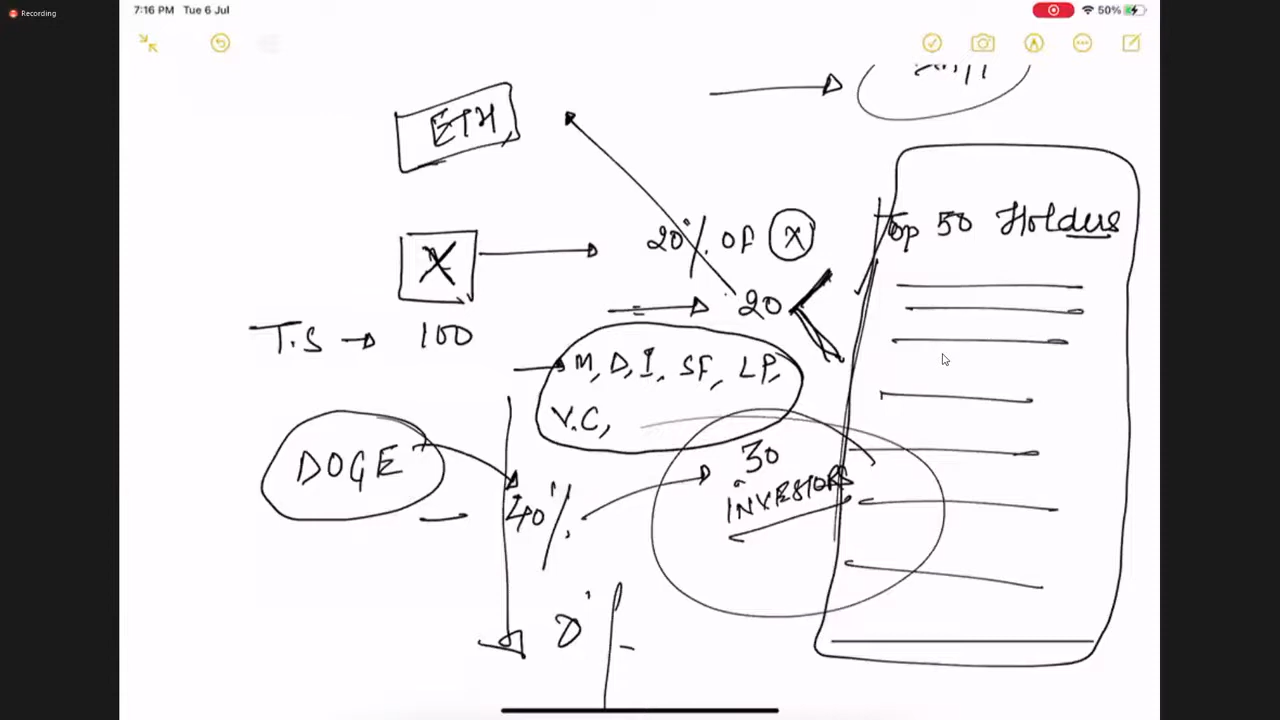 Recording
7:16 PM Tue 6 Jul
50%
ETH
Top 50 Holders
20% OF X
X
20
T.S → 100
M, D, I, SF, LP,
V.C,
DOGE
30
INVESTORS
40%